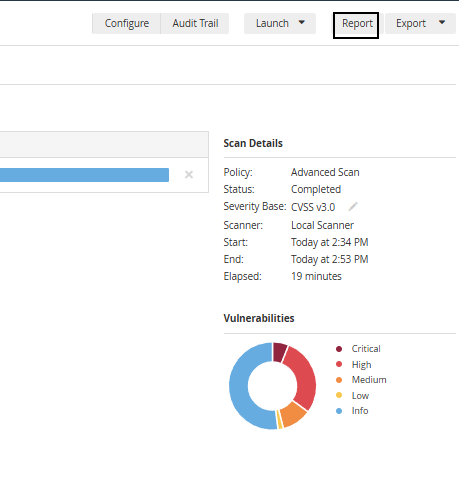 Configure Audit Trail Launch Report Export
Scan Details
Policy: Advanced Scan
Status: Completed
Severity Base: CVSS v3.0
Scanner: Local Scanner
Start: Today at 2:34 PM
End: Today at 2:53 PM
Elapsed: 19 minutes
Vulnerabilities
Critical
High
Medium
Low
Info